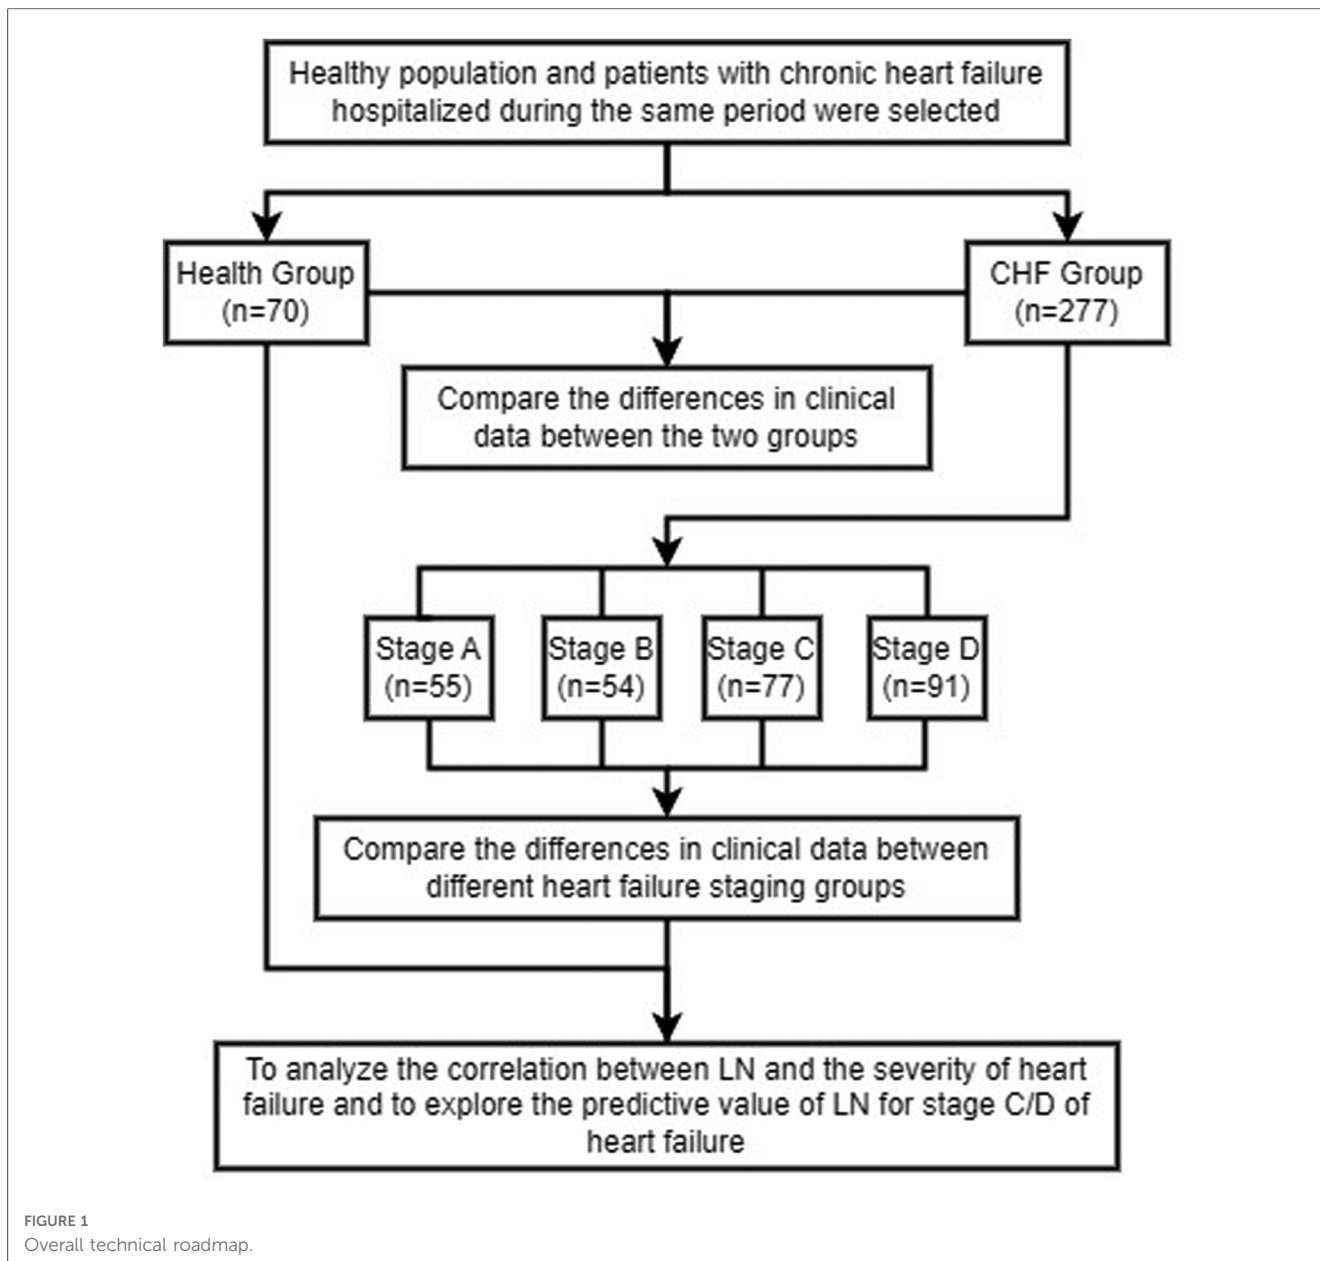 Healthy population and patients with chronic heart failure
hospitalized during the same period were selected
Health Group
(n=70)
CHF Group
(n=277)
Compare the differences in clinical
data between the two groups
Stage A
(n=55)
Stage B
(n=54)
Stage C
(n=77)
Stage D
(n=91)
Compare the differences in clinical data between
different heart failure staging groups
To analyze the correlation between LN and the severity of heart
failure and to explore the predictive value of LN for stage C/D of
heart failure
FIGURE 1
Overall technical roadmap.